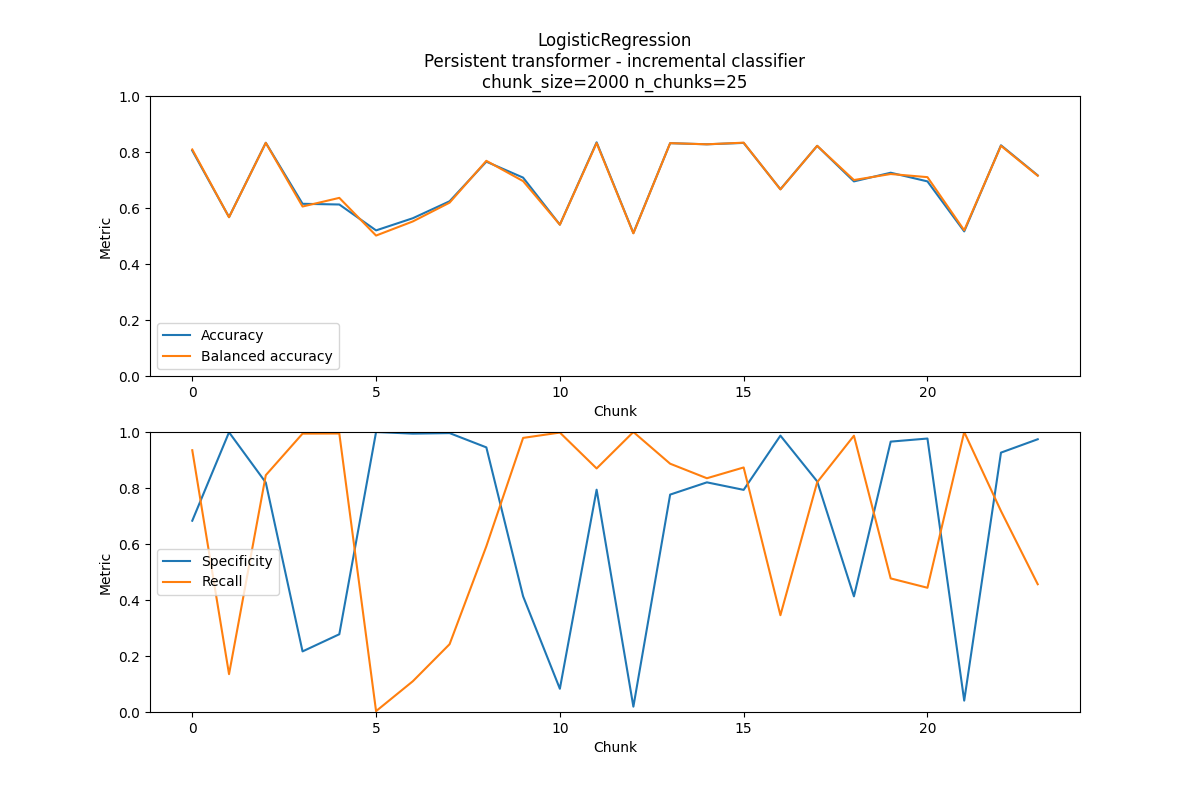 LogisticRegression
Persistent transformer - incremental classifier
chunk_size=2000 n_chunks=25
1.0
0.8
0.6
0.4
0.2
0.0
Metric
Accuracy
Balanced accuracy
0 5 10 15 20
Chunk
1.0
0.8
0.6
0.4
0.2
0.0
Metric
Specificity
Recall
0 5 10 15 20
Chunk